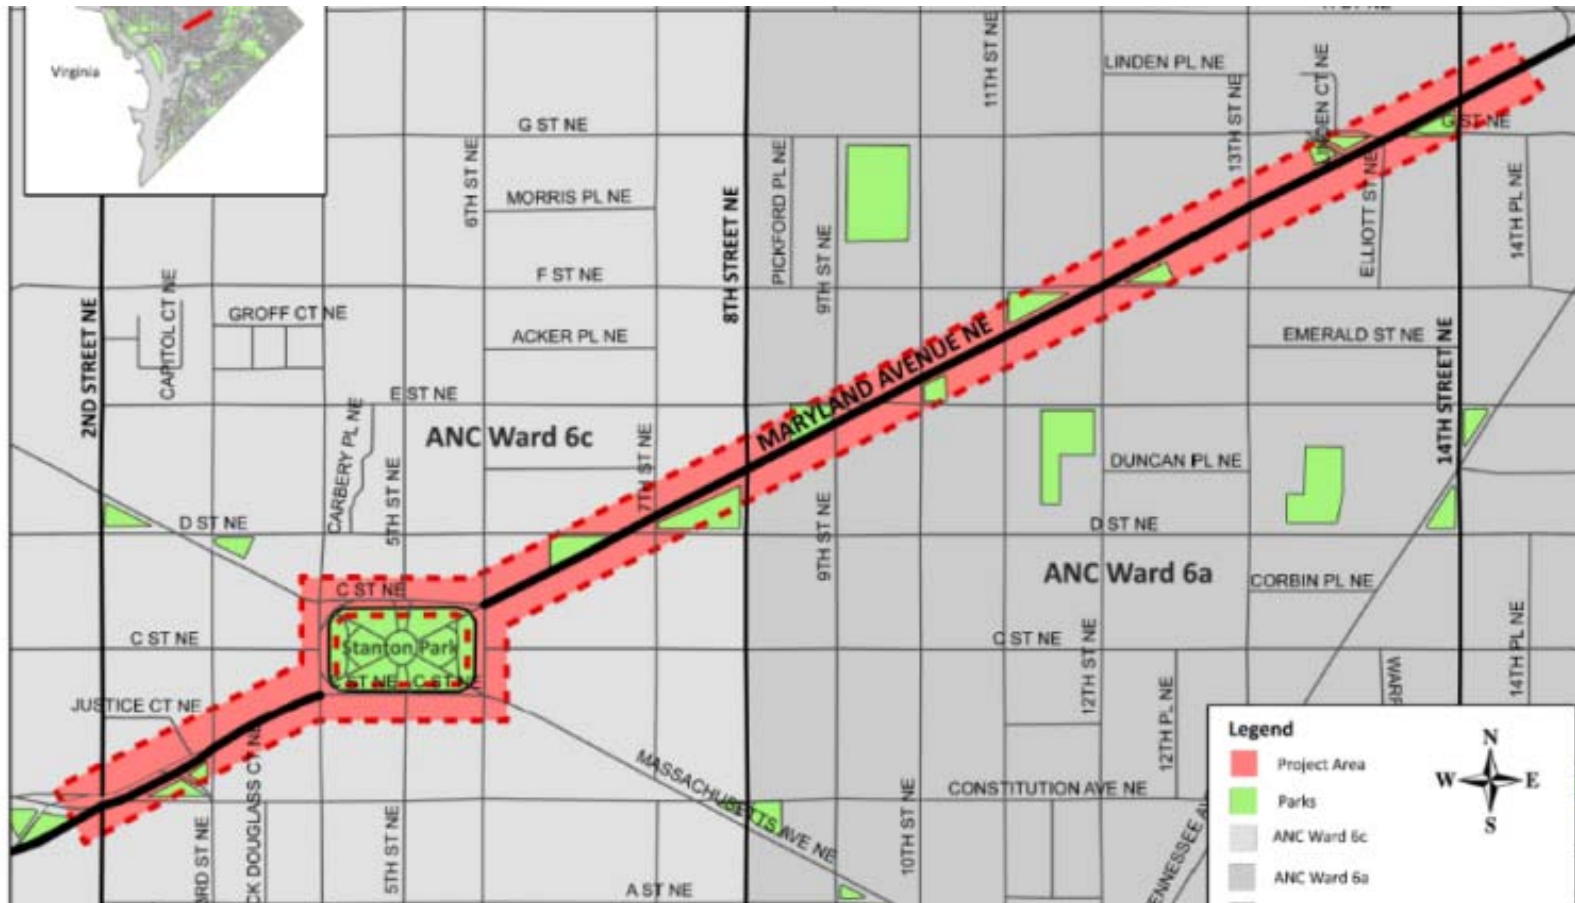 Virginia
G ST NE
MORRIS PL NE
F ST NE
ACKER PL NE
E ST NE
ANC Ward 6c
6TH ST NE
2ND STREET NE
CAPITOL CT NE
GROFF CT NE
CARBERY PL NE
5TH ST NE
7TH ST NE
8TH STREET NE
PICKFORD PL NE
9TH ST NE
11TH ST NE
LINDEN PL NE
13TH ST NE
G ST NE
ELLIOTT ST NE
14TH PL NE
MARYLAND AVENUE NE
EMERALD ST NE
14TH STREET NE
DUNCAN PL NE
D ST NE
D ST NE
9TH ST NE
ANC Ward 6a
CORBIN PL NE
C ST NE
Stanton Park
C ST NE
C ST NE
C ST NE
12TH ST NE
12TH PL NE
14TH PL NE
JUSTICE CT NE
MASSACHUSETTS AVE NE
CONSTITUTION AVE NE
10TH ST NE
5TH ST NE
A ST NE
Legend
Project Area
Parks
ANC Ward 6c
ANC Ward 6a
N
W E
S